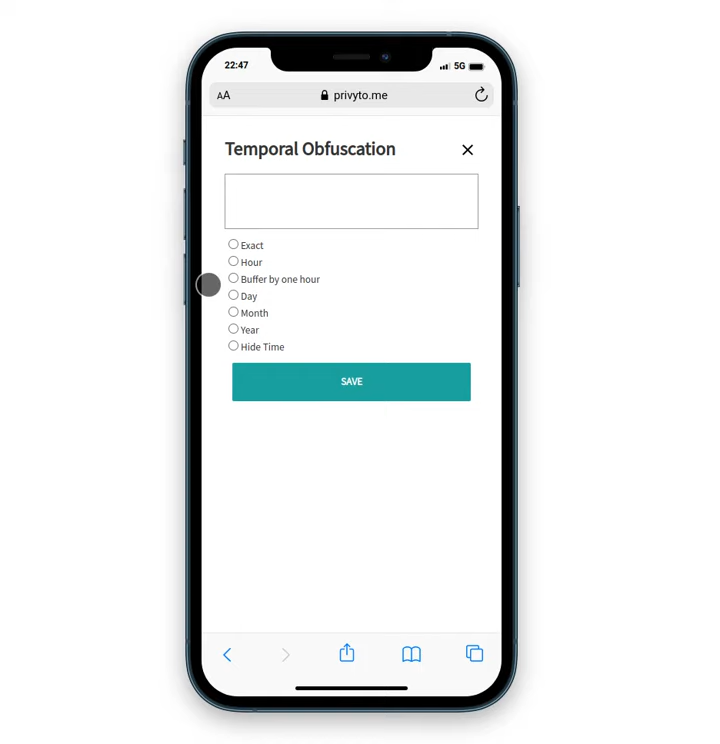 22:47
5G
AA
privyto.me
Temporal Obfuscation
Exact
Hour
Buffer by one hour
Day
Month
Year
Hide Time
SAVE